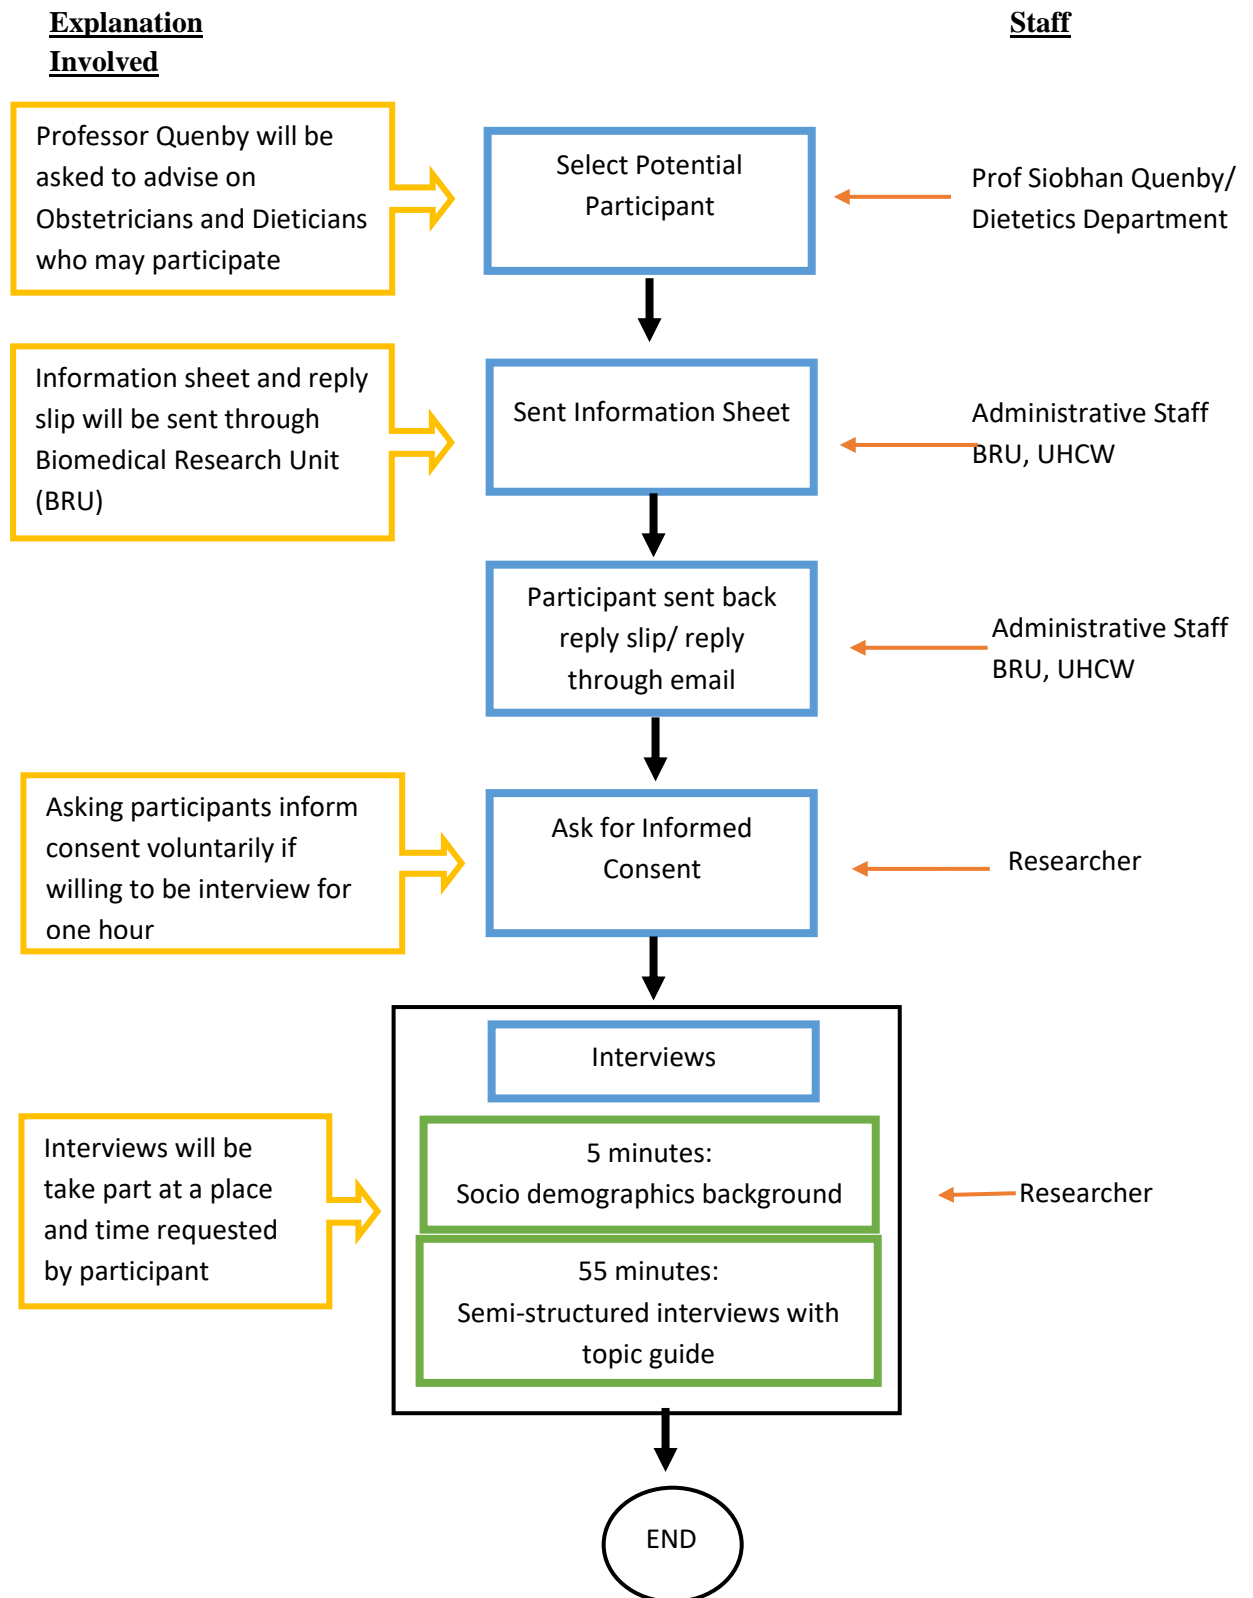 Explanation
Involved
Staff
Professor Quenby will be
asked to advise on
Obstetricians and Dieticians
who may participate
Select Potential
Participant
Prof Siobhan Quenby/
Dietetics Department
Information sheet and reply
slip will be sent through
Biomedical Research Unit
(BRU)
Sent Information Sheet
Administrative Staff
BRU, UHCW
Participant sent back
reply slip/ reply
through email
Administrative Staff
BRU, UHCW
Asking participants inform
consent voluntarily if
willing to be interview for
one hour
Ask for Informed
Consent
Researcher
Interviews
5 minutes:
Socio demographics background
Interviews will be
take part at a place
and time requested
by participant
Researcher
55 minutes:
Semi-structured interviews with
topic guide
END